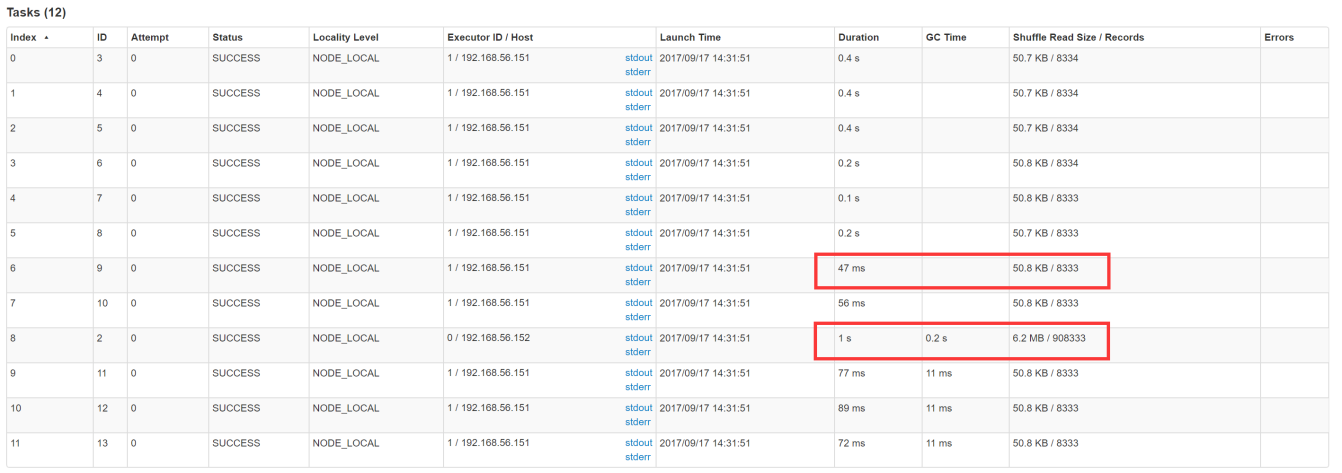 Tasks (12)
Index ID Attempt Status Locality Level Executor ID / Host Launch Time Duration GC Time Shuffle Read Size / Records Errors
0 3 0 SUCCESS NODE_LOCAL 1 / 192.168.56.151 stdout 2017/09/17 14:31:51 0.4 s 50.7 KB / 8334
stderr
1 4 0 SUCCESS NODE_LOCAL 1 / 192.168.56.151 stdout 2017/09/17 14:31:51 0.4 s 50.7 KB / 8334
stderr
2 5 0 SUCCESS NODE_LOCAL 1 / 192.168.56.151 stdout 2017/09/17 14:31:51 0.4 s 50.7 KB / 8334
stderr
3 6 0 SUCCESS NODE_LOCAL 1 / 192.168.56.151 stdout 2017/09/17 14:31:51 0.2 s 50.8 KB / 8334
stderr
4 7 0 SUCCESS NODE_LOCAL 1 / 192.168.56.151 stdout 2017/09/17 14:31:51 0.1 s 50.8 KB / 8333
stderr
5 8 0 SUCCESS NODE_LOCAL 1 / 192.168.56.151 stdout 2017/09/17 14:31:51 0.2 s 50.7 KB / 8333
stderr
6 9 0 SUCCESS NODE_LOCAL 1 / 192.168.56.151 stdout 2017/09/17 14:31:51 47 ms 50.8 KB / 8333
stderr
7 10 0 SUCCESS NODE_LOCAL 1 / 192.168.56.151 stdout 2017/09/17 14:31:51 56 ms 50.8 KB / 8333
stderr
8 2 0 SUCCESS NODE_LOCAL 0 / 192.168.56.152 stdout 2017/09/17 14:31:51 1 s 0.2 s 6.2 MB / 908333
stderr
9 11 0 SUCCESS NODE_LOCAL 1 / 192.168.56.151 stdout 2017/09/17 14:31:51 77 ms 11 ms 50.8 KB / 8333
stderr
10 12 0 SUCCESS NODE_LOCAL 1 / 192.168.56.151 stdout 2017/09/17 14:31:51 89 ms 11 ms 50.8 KB / 8333
stderr
11 13 0 SUCCESS NODE_LOCAL 1 / 192.168.56.151 stdout 2017/09/17 14:31:51 72 ms 11 ms 50.8 KB / 8333
stderr